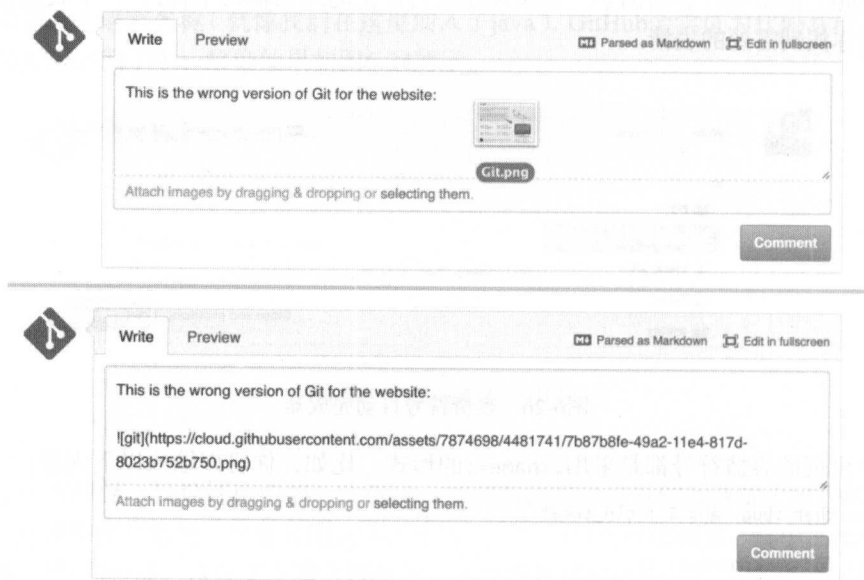 Write Preview Parsed as Markdown Edit in fullscreen
This is the wrong version of Git for the website:
Git.png
Attach images by dragging & dropping or selecting them.
Comment
Write Preview Parsed as Markdown Edit in fullscreen
This is the wrong version of Git for the website:
![git](https://cloud.githubusercontent.com/assets/7874698/4481741/7b87b8fe-49a2-11e4-817d-
8023b752b750.png)
Attach images by dragging & dropping or selecting them.
Comment